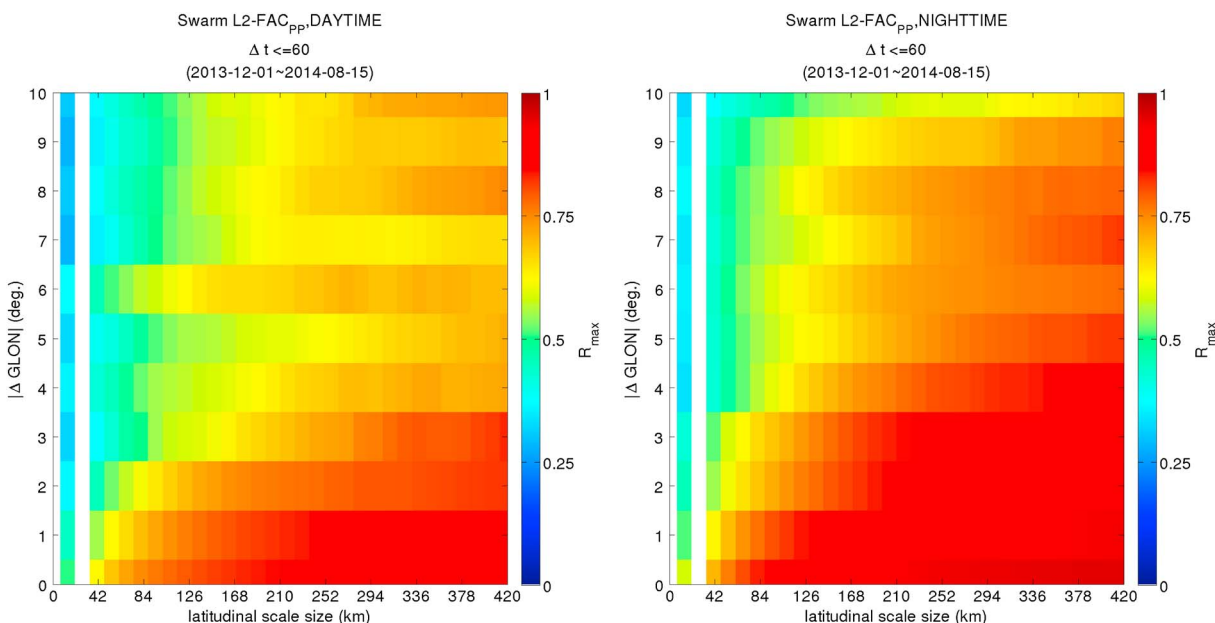 Swarm L2-FAC_PP,DAYTIME
Δ t <=60
(2013-12-01~2014-08-15)
10
9
8
7
6
5
4
3
2
1
0
|Δ GLON| (deg.)
0 42 84 126 168 210 252 294 336 378 420
latitudinal scale size (km)
1
0.75
0.5
0.25
0
R_max
Swarm L2-FAC_PP,NIGHTTIME
Δ t <=60
(2013-12-01~2014-08-15)
10
9
8
7
6
5
4
3
2
1
0
|Δ GLON| (deg.)
0 42 84 126 168 210 252 294 336 378 420
latitudinal scale size (km)
1
0.75
0.5
0.25
0
R_max